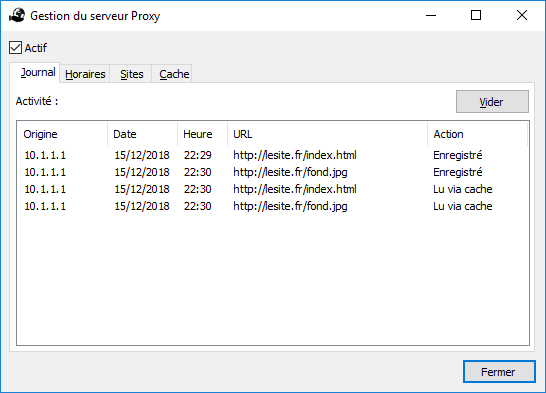 Gestion du serveur Proxy
Actif
Journal Horaires Sites Cache
Activité : Vider
Origine Date Heure URL Action
10.1.1.1 15/12/2018 22:29 http://lesite.fr/index.html Enregistré
10.1.1.1 15/12/2018 22:30 http://lesite.fr/fond.jpg Enregistré
10.1.1.1 15/12/2018 22:30 http://lesite.fr/index.html Lu via cache
10.1.1.1 15/12/2018 22:30 http://lesite.fr/fond.jpg Lu via cache
Fermer